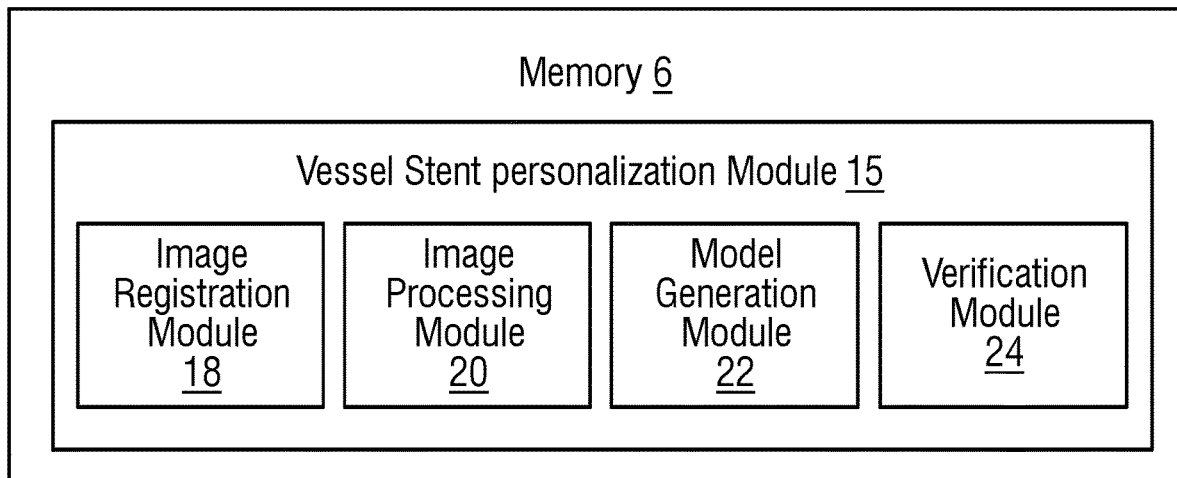 Memory 6
Vessel Stent personalization Module 15
Image
Registration
Module
18
Image
Processing
Module
20
Model
Generation
Module
22
Verification
Module
24